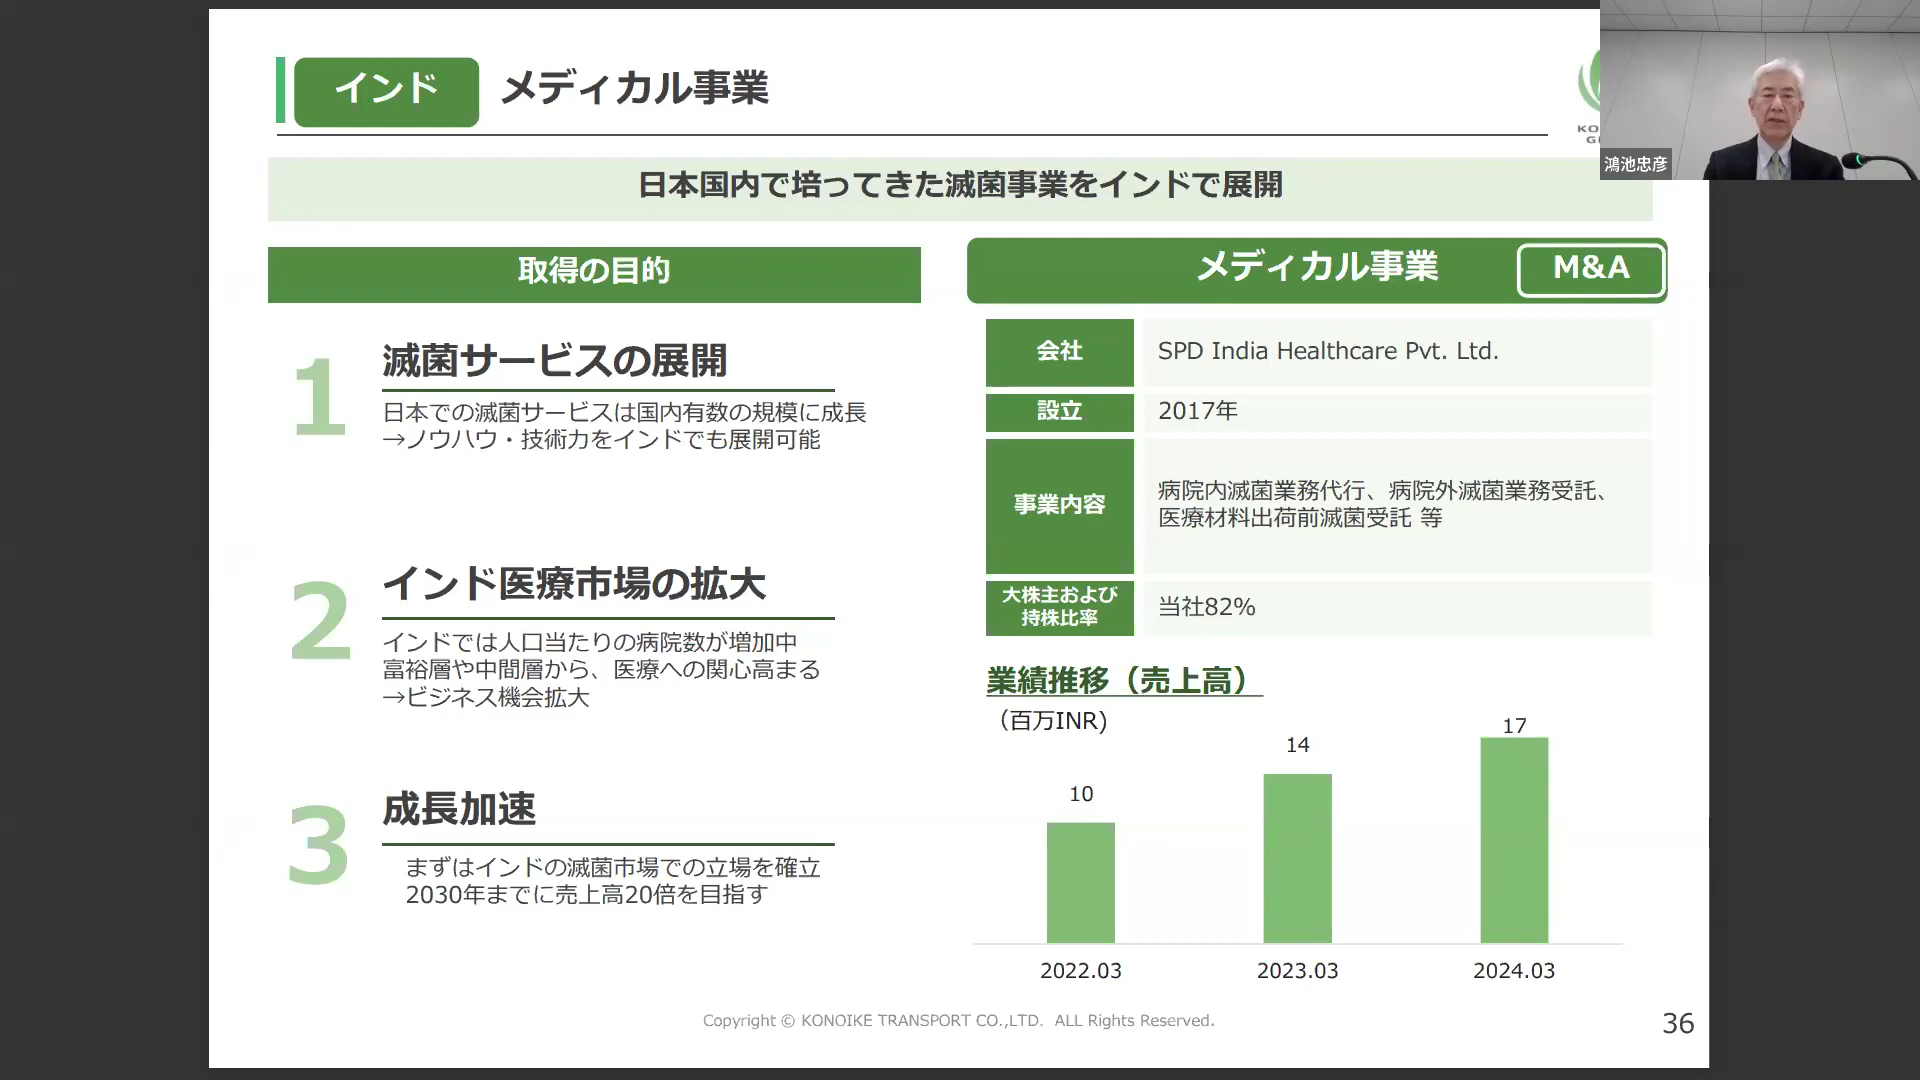 インド
メディカル事業
鴻池忠彦
日本国内で培ってきた滅菌事業をインドで展開
取得の目的
1
滅菌サービスの展開
日本での滅菌サービスは国内有数の規模に成長
→ノウハウ・技術力をインドでも展開可能
2
インド医療市場の拡大
インドでは人口当たりの病院数が増加中
富裕層や中間層から、医療への関心高まる
→ビジネス機会拡大
3
成長加速
まずはインドの滅菌市場での立場を確立
2030年までに売上高20倍を目指す
メディカル事業
M&A
会社
SPD India Healthcare Pvt. Ltd.
設立
2017年
事業内容
病院内滅菌業務代行、病院外滅菌業務受託、
医療材料出荷前滅菌受託 等
大株主および
持株比率
当社82%
業績推移（売上高）
（百万INR)
10
14
17
2022.03
2023.03
2024.03
Copyright © KONOIKE TRANSPORT CO.,LTD. ALL Rights Reserved.
36